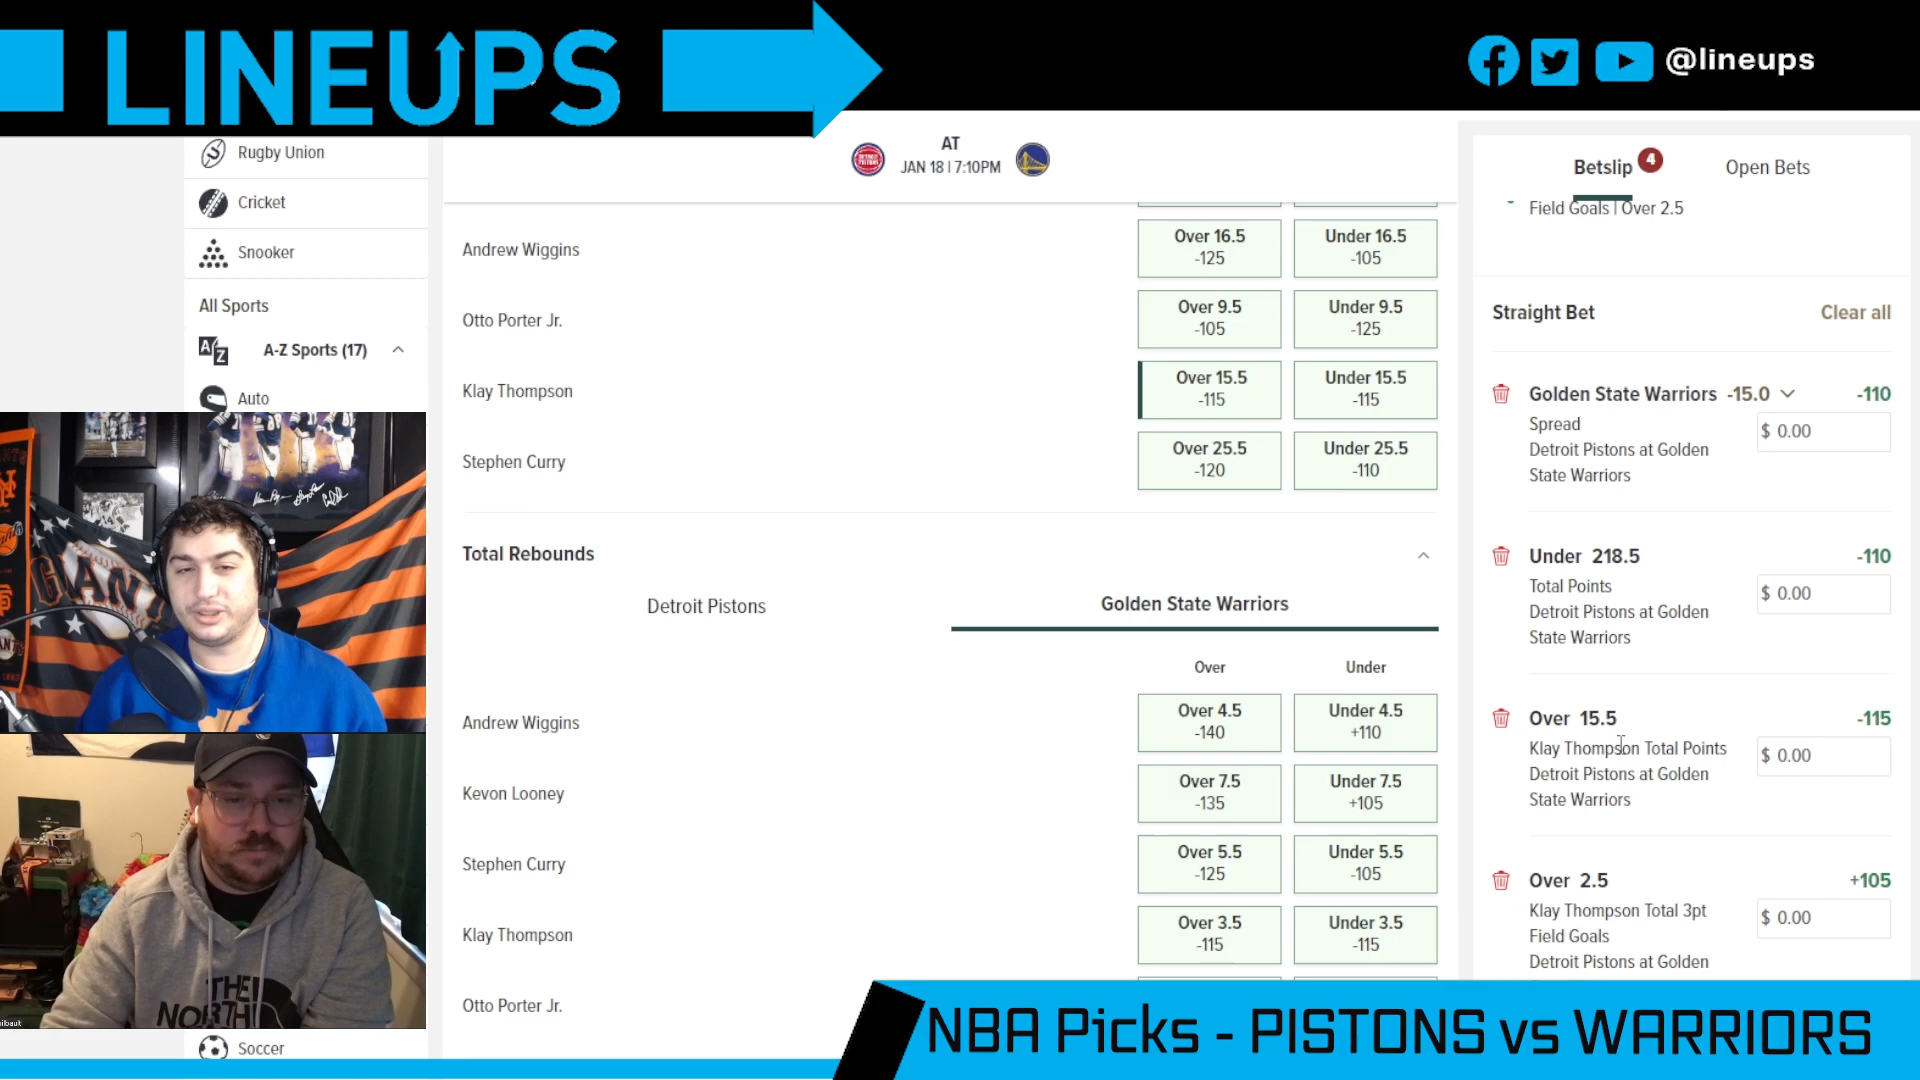 LINEUPS
@lineups
Rugby Union
Cricket
Snooker
All Sports
A-Z Sports (17)
Auto
Soccer
AT
JAN 18 | 7:10PM
Andrew Wiggins
Over 16.5
-125
Under 16.5
-105
Otto Porter Jr.
Over 9.5
-105
Under 9.5
-125
Klay Thompson
Over 15.5
-115
Under 15.5
-115
Stephen Curry
Over 25.5
-120
Under 25.5
-110
Total Rebounds
Detroit Pistons
Golden State Warriors
Over
Under
Andrew Wiggins
Over 4.5
-140
Under 4.5
+110
Kevon Looney
Over 7.5
-135
Under 7.5
+105
Stephen Curry
Over 5.5
-125
Under 5.5
-105
Klay Thompson
Over 3.5
-115
Under 3.5
-115
Otto Porter Jr.
Betslip 4
Open Bets
Field Goals | Over 2.5
Straight Bet
Clear all
Golden State Warriors -15.0
-110
Spread
$ 0.00
Detroit Pistons at Golden
State Warriors
Under 218.5
-110
Total Points
$ 0.00
Detroit Pistons at Golden
State Warriors
Over 15.5
-115
Klay Thompson Total Points
$ 0.00
Detroit Pistons at Golden
State Warriors
Over 2.5
+105
Klay Thompson Total 3pt
$ 0.00
Field Goals
Detroit Pistons at Golden
GIANT
THE
NORTH
NBA Picks - PISTONS vs WARRIORS